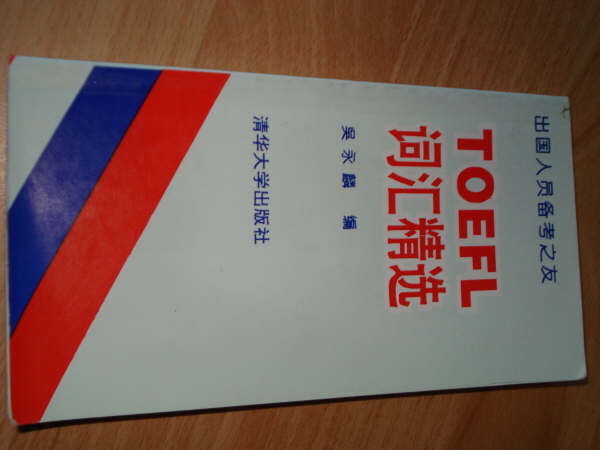 出国人员备考之友
TOEFL
词汇精选
吴永麟 编
清华大学出版社